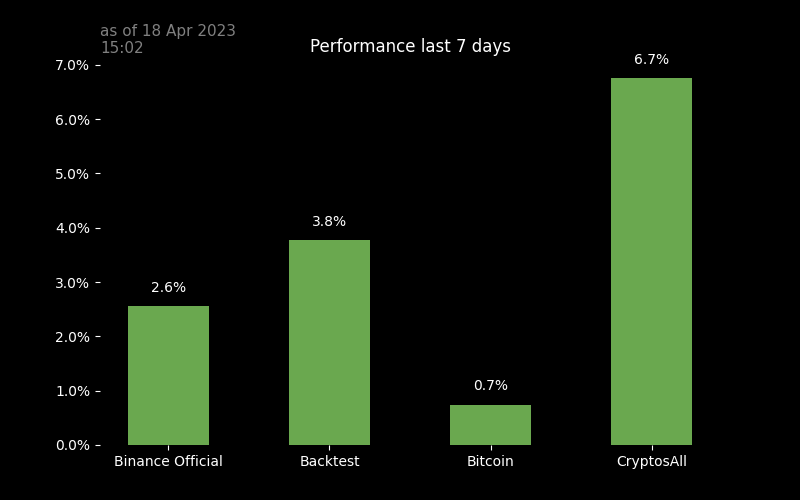 as of 18 Apr 2023
15:02
Performance last 7 days
7.0%
6.0%
5.0%
4.0%
3.0%
2.0%
1.0%
0.0%
2.6%
3.8%
0.7%
6.7%
Binance Official
Backtest
Bitcoin
CryptosAll